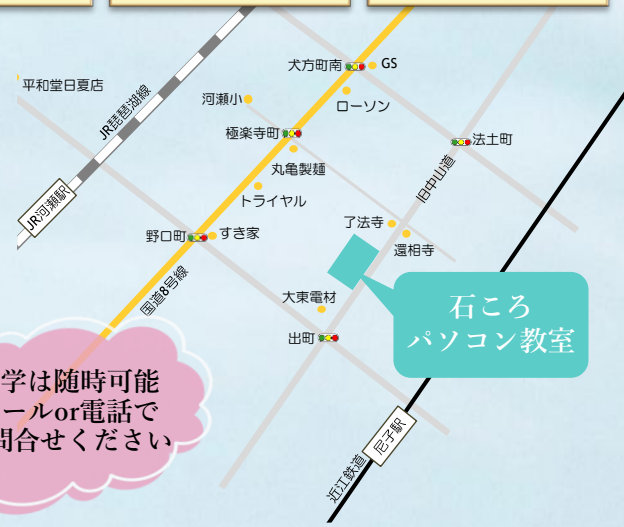 犬方町南
GS
平和堂日夏店
河瀬小
ローソン
JR琵琶湖線
極楽寺町
法土町
丸亀製麺
旧中山道
トライヤル
JR河瀬駅
了法寺
野口町
すき家
還相寺
国道8号線
大東電材
石ころ
パソコン教室
出町
学は随時可能
ールor電話で
問合せください
尼子駅
近江鉄道